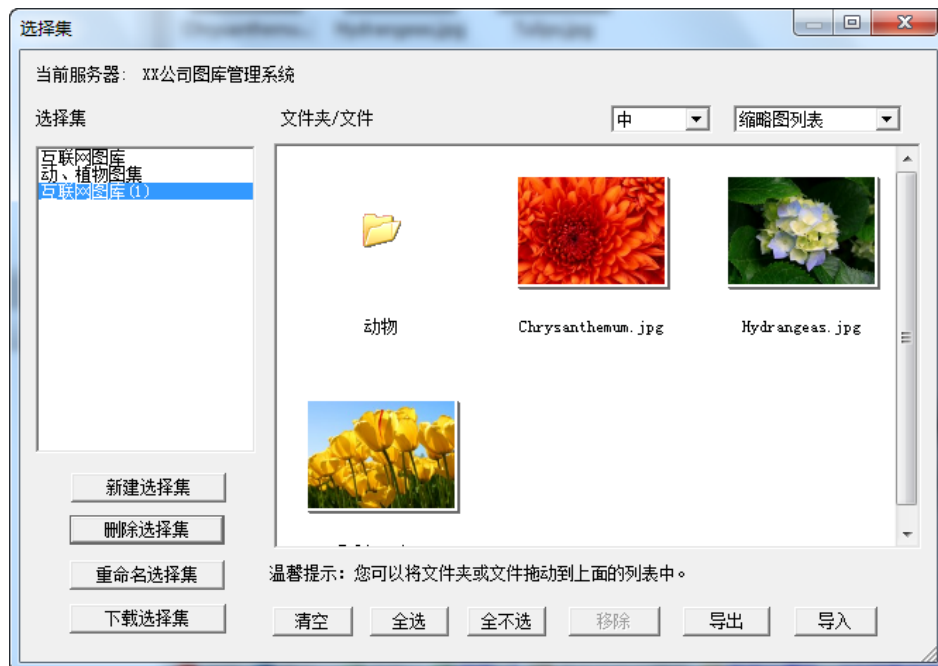 选择集
当前服务器: XX公司图库管理系统
选择集
文件夹/文件
中
缩略图列表
互联网图库
动、植物图集
互联网图库(1)
动物
Chrysanthemum.jpg
Hydrangeas.jpg
新建选择集
删除选择集
重命名选择集
下载选择集
温馨提示：您可以将文件夹或文件拖动到上面的列表中。
清空
全选
全不选
移除
导出
导入